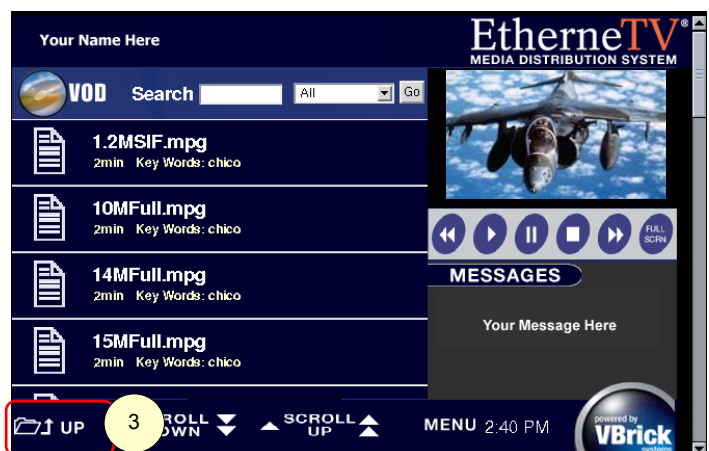 Your Name Here
EtherneTV®
MEDIA DISTRIBUTION SYSTEM
VOD Search All Go
1.2MSIF.mpg
2min Key Words: chico
10MFull.mpg
2min Key Words: chico
14MFull.mpg
2min Key Words: chico
15MFull.mpg
2min Key Words: chico
FULL
SCRN
MESSAGES
Your Message Here
UP
3
SCROLL
UP
MENU 2:40 PM
powered by
VBrick
systems